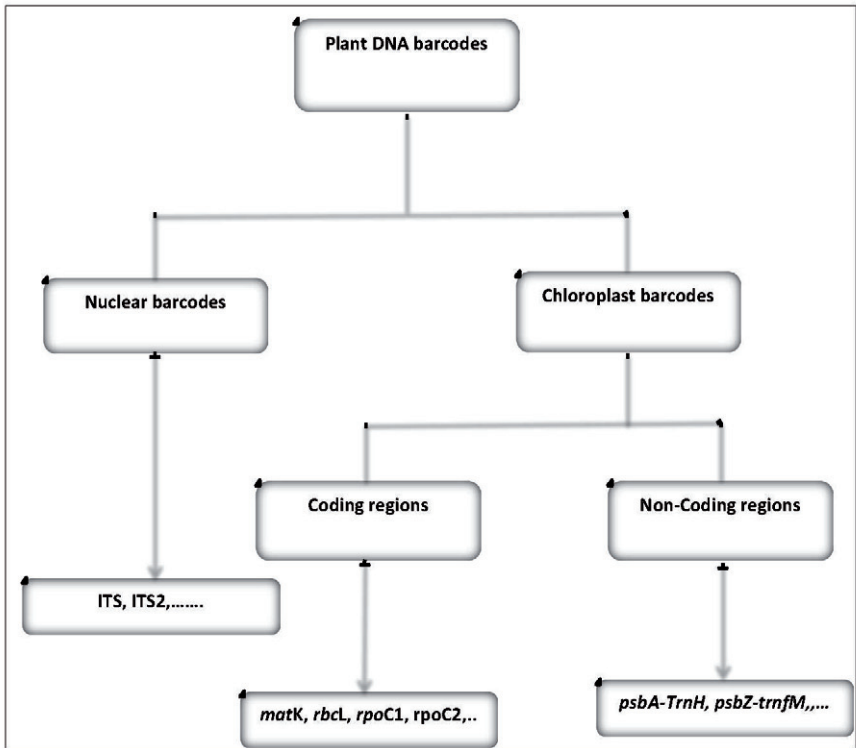 Plant DNA barcodes
Nuclear barcodes
Chloroplast barcodes
Coding regions
Non-Coding regions
ITS, ITS2,.......
matK, rbcL, rpoC1, rpoC2,..
psbA-TrnH, psbZ-trnfM,,...